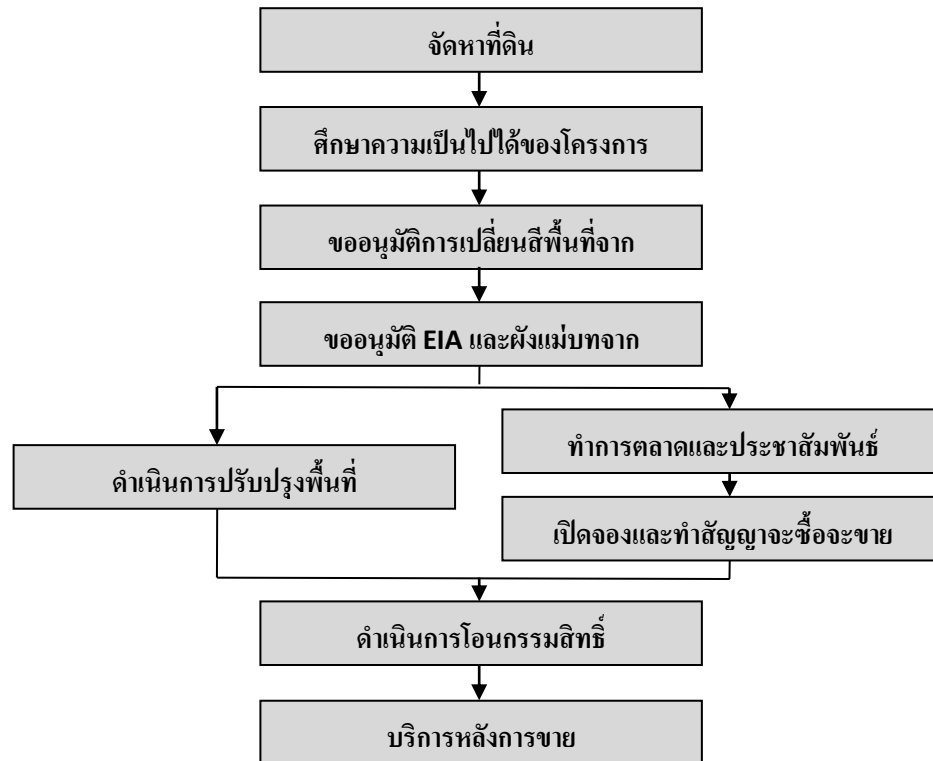 จัดหาที่ดิน
ศึกษาความเป็นไปได้ของโครงการ
ขออนุมัติการเปลี่ยนสีพื้นที่จาก
ขออนุมัติ EIA และผังแม่บทจาก
ทำการตลาดและประชาสัมพันธ์
ดำเนินการปรับปรุงพื้นที่
เปิดจองและทำสัญญาจะซื้อจะขาย
ดำเนินการโอนกรรมสิทธิ์
บริการหลังการขาย